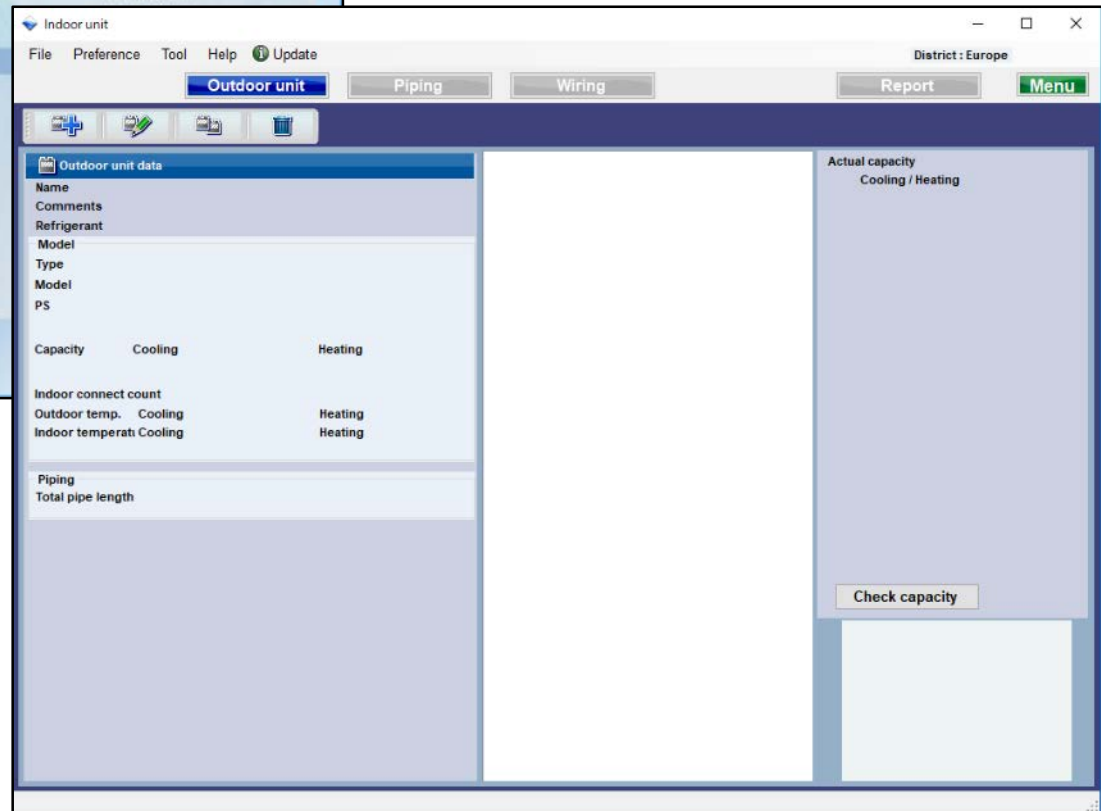 Indoor unit
File Preference Tool Help Update District : Europe
Outdoor unit Piping Wiring Report Menu
Outdoor unit data
Name
Comments
Refrigerant
Model
Type
Model
PS
Capacity Cooling Heating
Indoor connect count
Outdoor temp. Cooling Heating
Indoor temperati Cooling Heating
Piping
Total pipe length
Actual capacity
Cooling / Heating
Check capacity